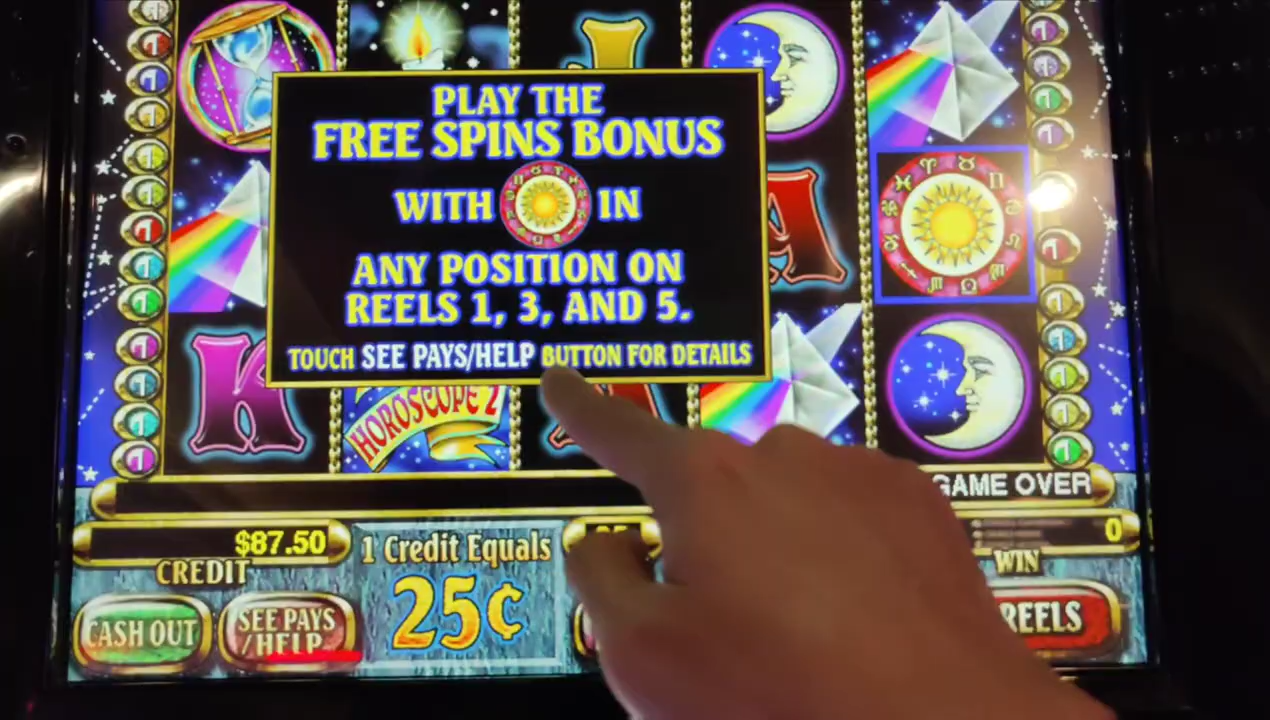 PLAY THE
FREE SPINS BONUS
WITH IN
ANY POSITION ON
REELS 1, 3, AND 5.
TOUCH SEE PAYS/HELP BUTTON FOR DETAILS
K
HOROSCOPE 2
GAME OVER
$87.50
CREDIT
1 Credit Equals
25¢
0
WIN
CASH OUT
SEE PAYS
/HELP
REELS